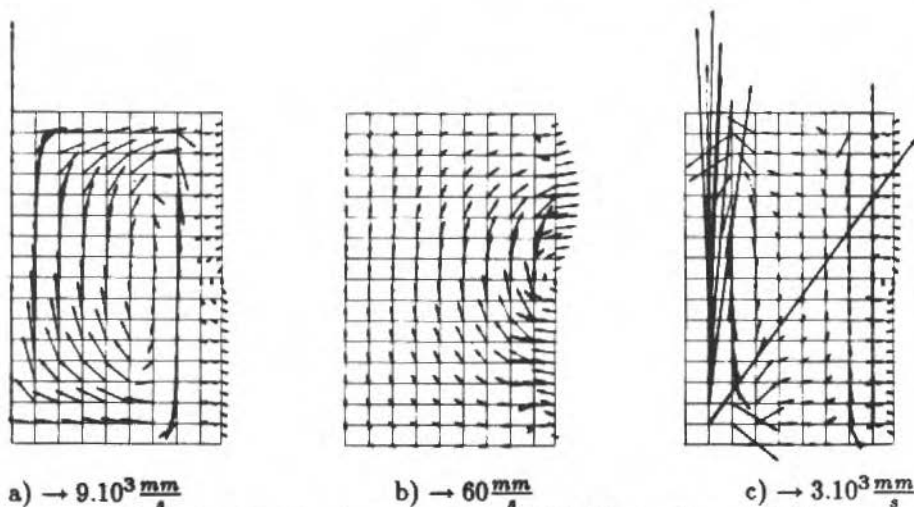 a) → 9.10³ mm/s b) → 60 mm/s c) → 3.10³ mm/s